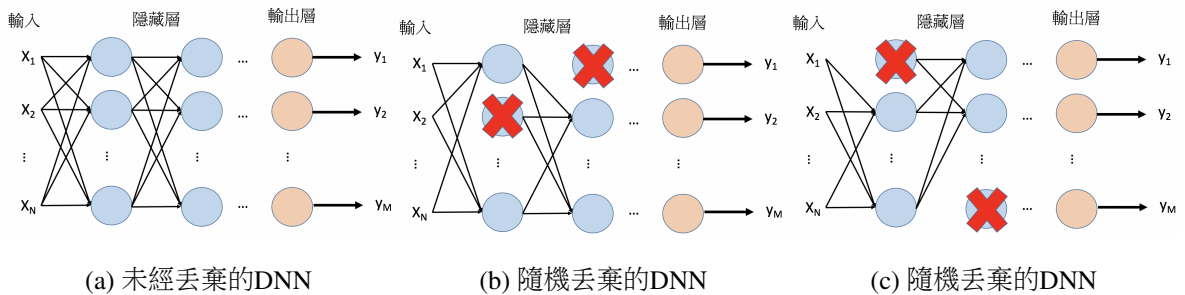 輸入 隱藏層 輸出層
X1 ... y1
X2 ... y2
⋮ ⋮ ⋮ ⋮
XN ... yM
(a) 未經丟棄的DNN
輸入 隱藏層 輸出層
X1 ... y1
X2 ... y2
⋮ ⋮ ⋮ ⋮
XN ... yM
(b) 隨機丟棄的DNN
輸入 隱藏層 輸出層
X1 ... y1
X2 ... y2
⋮ ⋮ ⋮ ⋮
XN ... yM
(c) 隨機丟棄的DNN